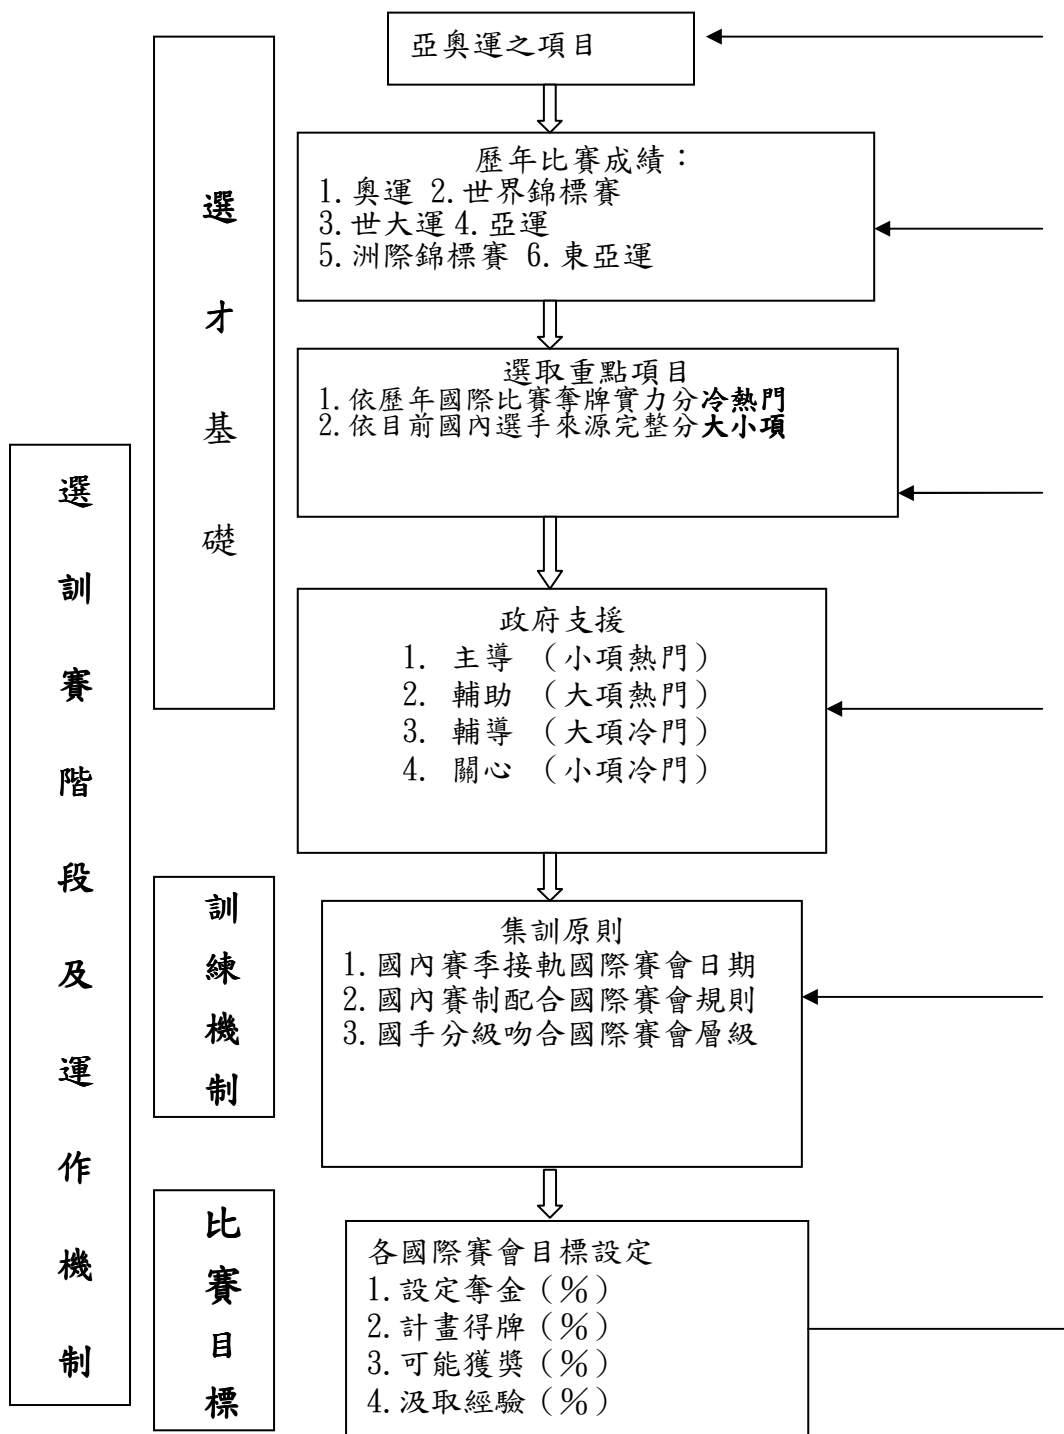 亞奧運之項目
歷年比賽成績：
1.奧運 2.世界錦標賽
3.世大運 4.亞運
5.洲際錦標賽 6.東亞運
選取重點項目
1.依歷年國際比賽奪牌實力分冷熱門
2.依目前國內選手來源完整分大小項
政府支援
1. 主導 （小項熱門）
2. 輔助 （大項熱門）
3. 輔導 （大項冷門）
4. 關心 （小項冷門）
集訓原則
1.國內賽季接軌國際賽會日期
2.國內賽制配合國際賽會規則
3.國手分級吻合國際賽會層級
各國際賽會目標設定
1.設定奪金（％）
2.計畫得牌（％）
3.可能獲獎（％）
4.汲取經驗（％）
選才基礎
訓練機制
比賽目標
選訓賽階段及運作機制